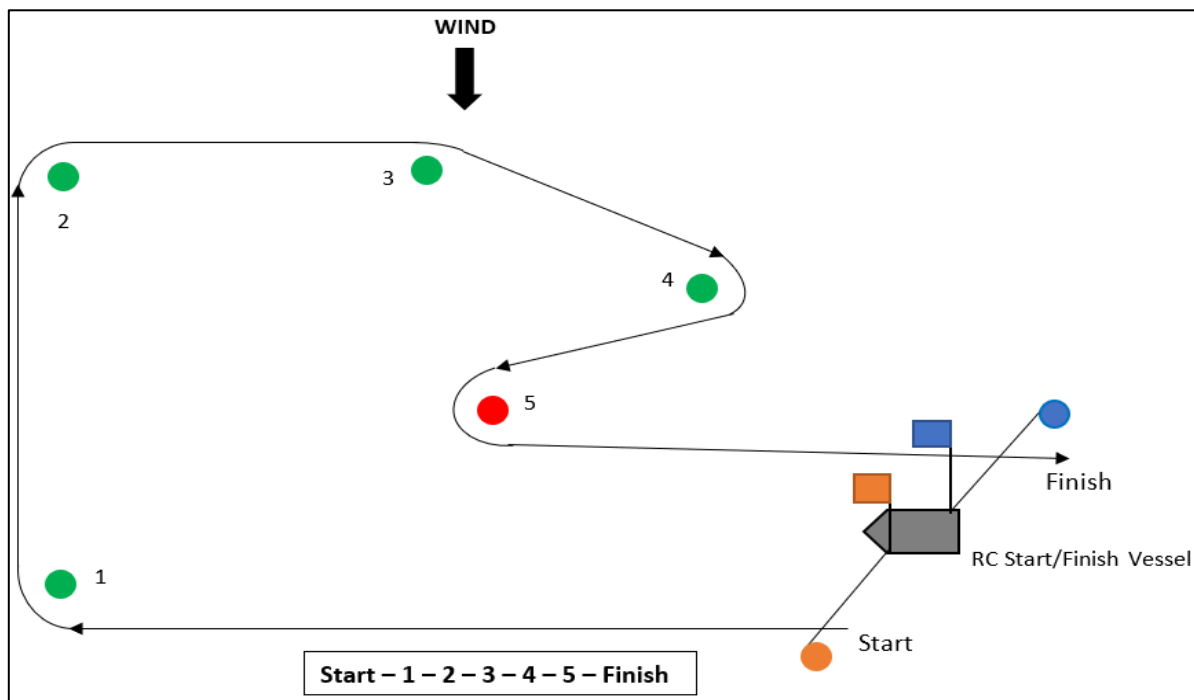 WIND
3
2
4
5
Finish
RC Start/Finish Vessel
1
Start
Start – 1 – 2 – 3 – 4 – 5 – Finish